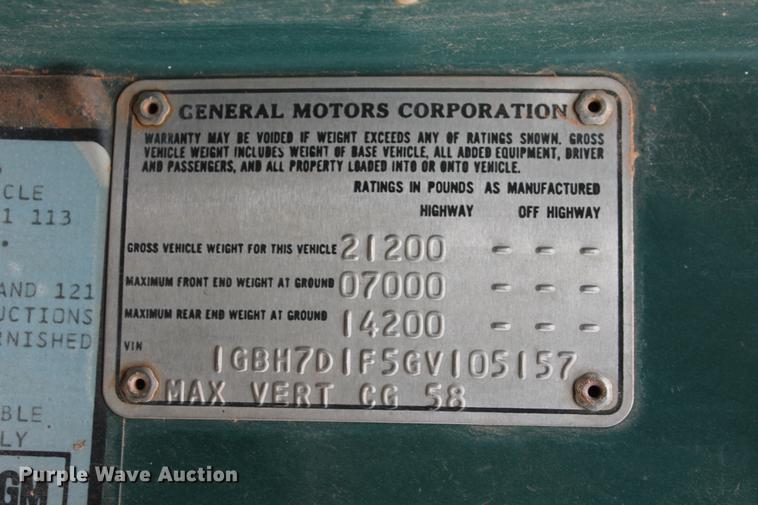 GENERAL MOTORS CORPORATION
WARRANTY MAY BE VOIDED IF WEIGHT EXCEEDS ANY OF RATINGS SHOWN. GROSS
VEHICLE WEIGHT INCLUDES WEIGHT OF BASE VEHICLE, ALL ADDED EQUIPMENT, DRIVER
AND PASSENGERS, AND ALL PROPERTY LOADED INTO OR ONTO VEHICLE.
RATINGS IN POUNDS AS MANUFACTURED
HIGHWAY OFF HIGHWAY
GROSS VEHICLE WEIGHT FOR THIS VEHICLE 21200 - - -
MAXIMUM FRONT END WEIGHT AT GROUND 07000 - - -
MAXIMUM REAR END WEIGHT AT GROUND 14200 - - -
VIN 1GBH7D1F5GV105157
MAX VERT CG 58
CLE
1 113
AND 121
UCTIONS
RNISHED
BLE
LY
GM
Purple Wave Auction